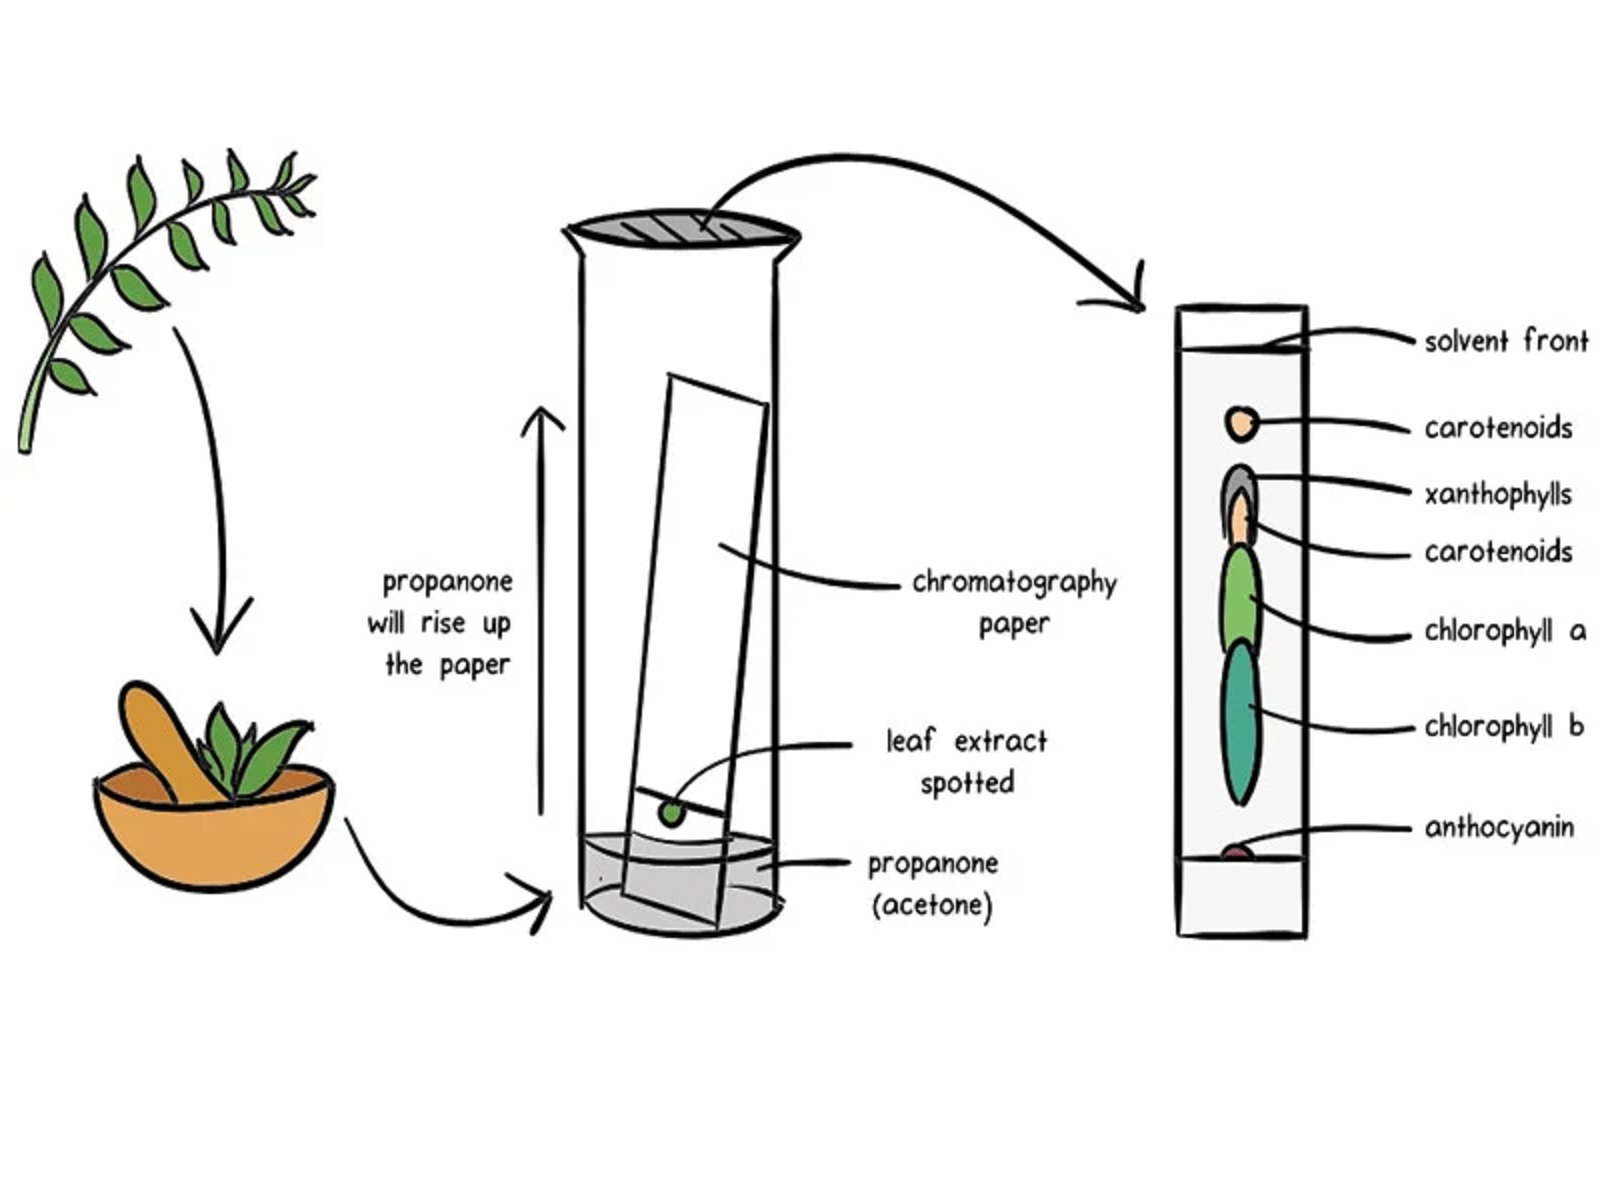 propanone
will rise up
the paper
chromatography
paper
leaf extract
spotted
propanone
(acetone)
solvent front
carotenoids
xanthophylls
carotenoids
chlorophyll a
chlorophyll b
anthocyanin